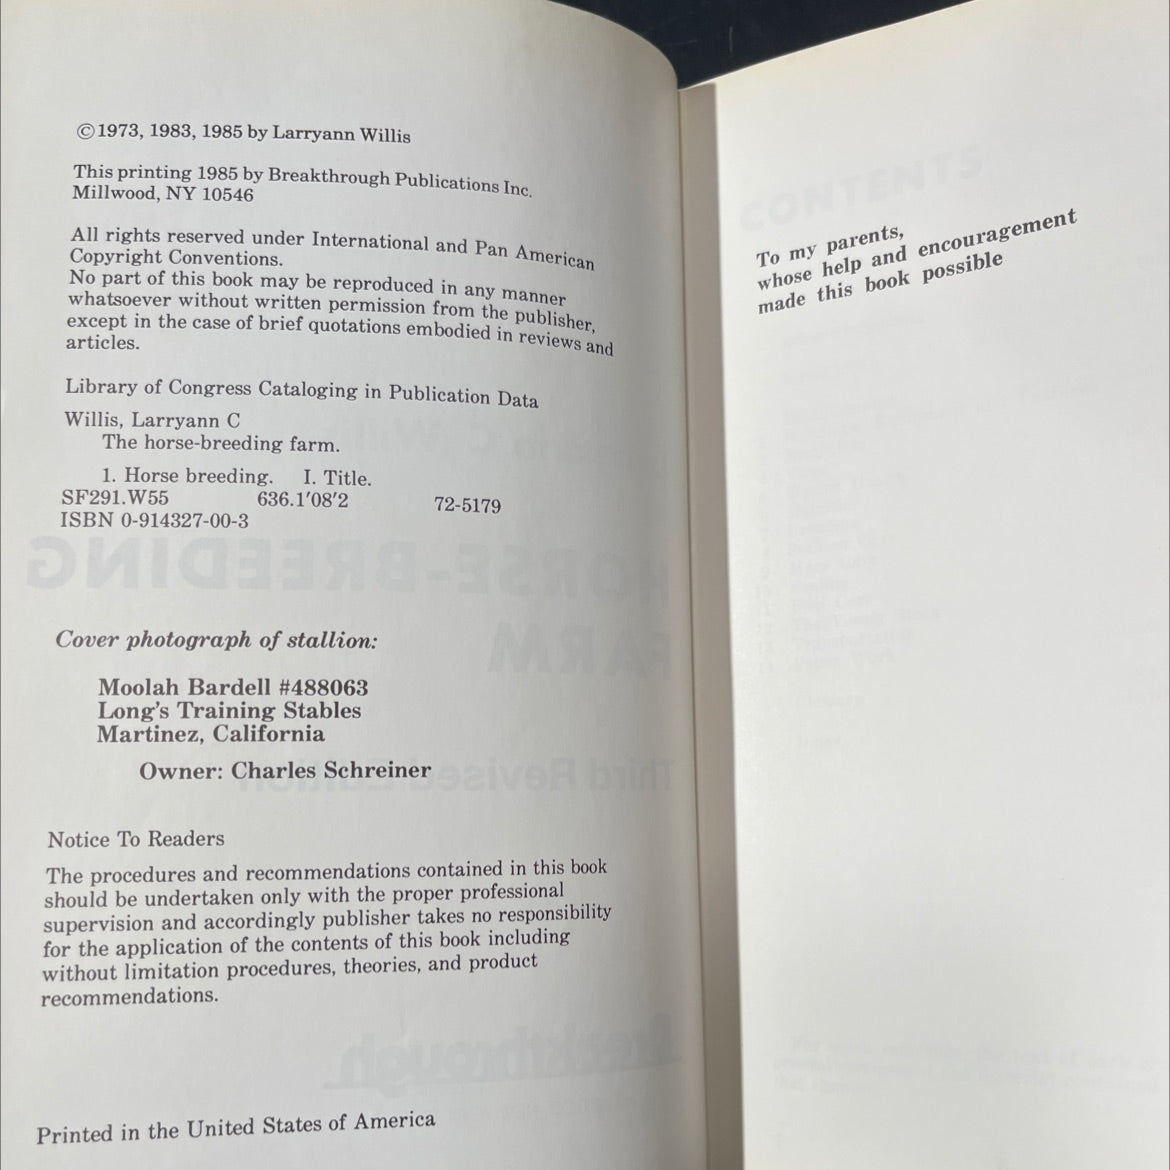 ©1973, 1983, 1985 by Larryann Willis
This printing 1985 by Breakthrough Publications Inc.
Millwood, NY 10546
All rights reserved under International and Pan American
Copyright Conventions.
No part of this book may be reproduced in any manner
whatsoever without written permission from the publisher,
except in the case of brief quotations embodied in reviews and
articles.
Library of Congress Cataloging in Publication Data
Willis, Larryann C
The horse-breeding farm.
1. Horse breeding. I. Title.
SF291.W55 636.1'08'2 72-5179
ISBN 0-914327-00-3
HORSE-BREEDING
FARM
Cover photograph of stallion:
Moolah Bardell #488063
Long's Training Stables
Martinez, California
Owner: Charles Schreiner
Third Revised Edition
Notice To Readers
The procedures and recommendations contained in this book
should be undertaken only with the proper professional
supervision and accordingly publisher takes no responsibility
for the application of the contents of this book including
without limitation procedures, theories, and product
recommendations.
Breakthrough
Printed in the United States of America
CONTENTS
To my parents,
whose help and encouragement
made this book possible